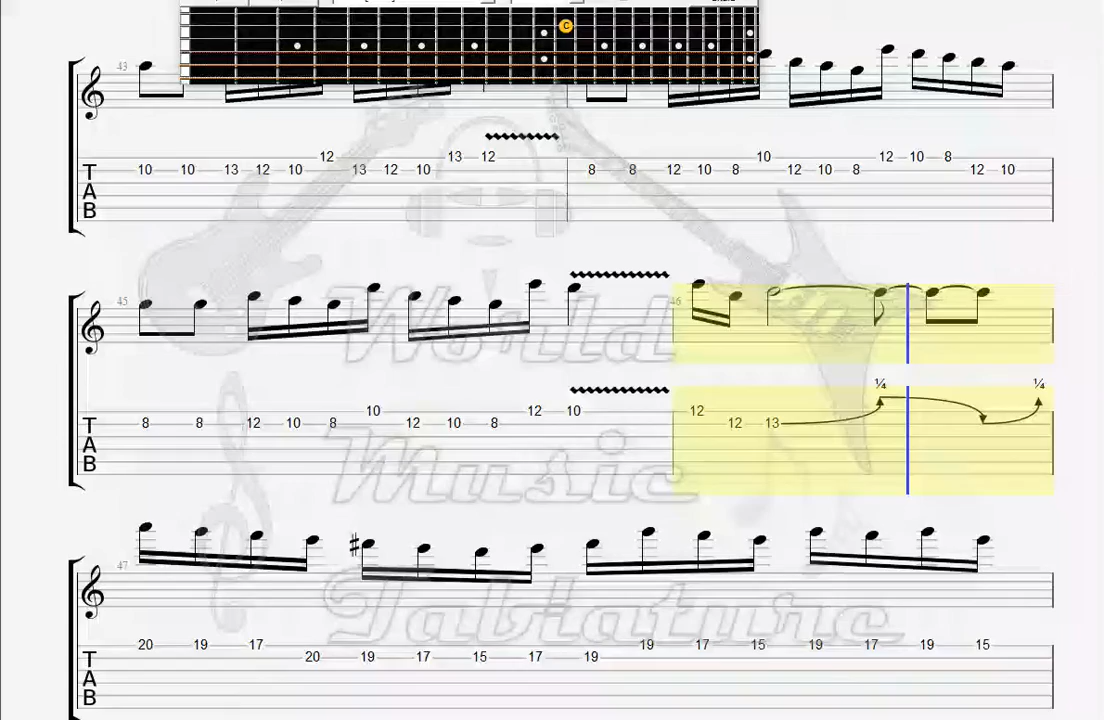 C
43
12 13 12 10 12 10 8
T 10 10 13 12 10 13 12 10 8 8 12 10 8 12 10 8 12 10
A
B
45 46
World
¼ ¼
10 12 10 12
T 8 8 12 10 8 12 10 8 12 13
A
B
Music
47
Tablature
20 19 17 19 17 15 19 17 19 15
T 20 19 17 15 17 19
A
B